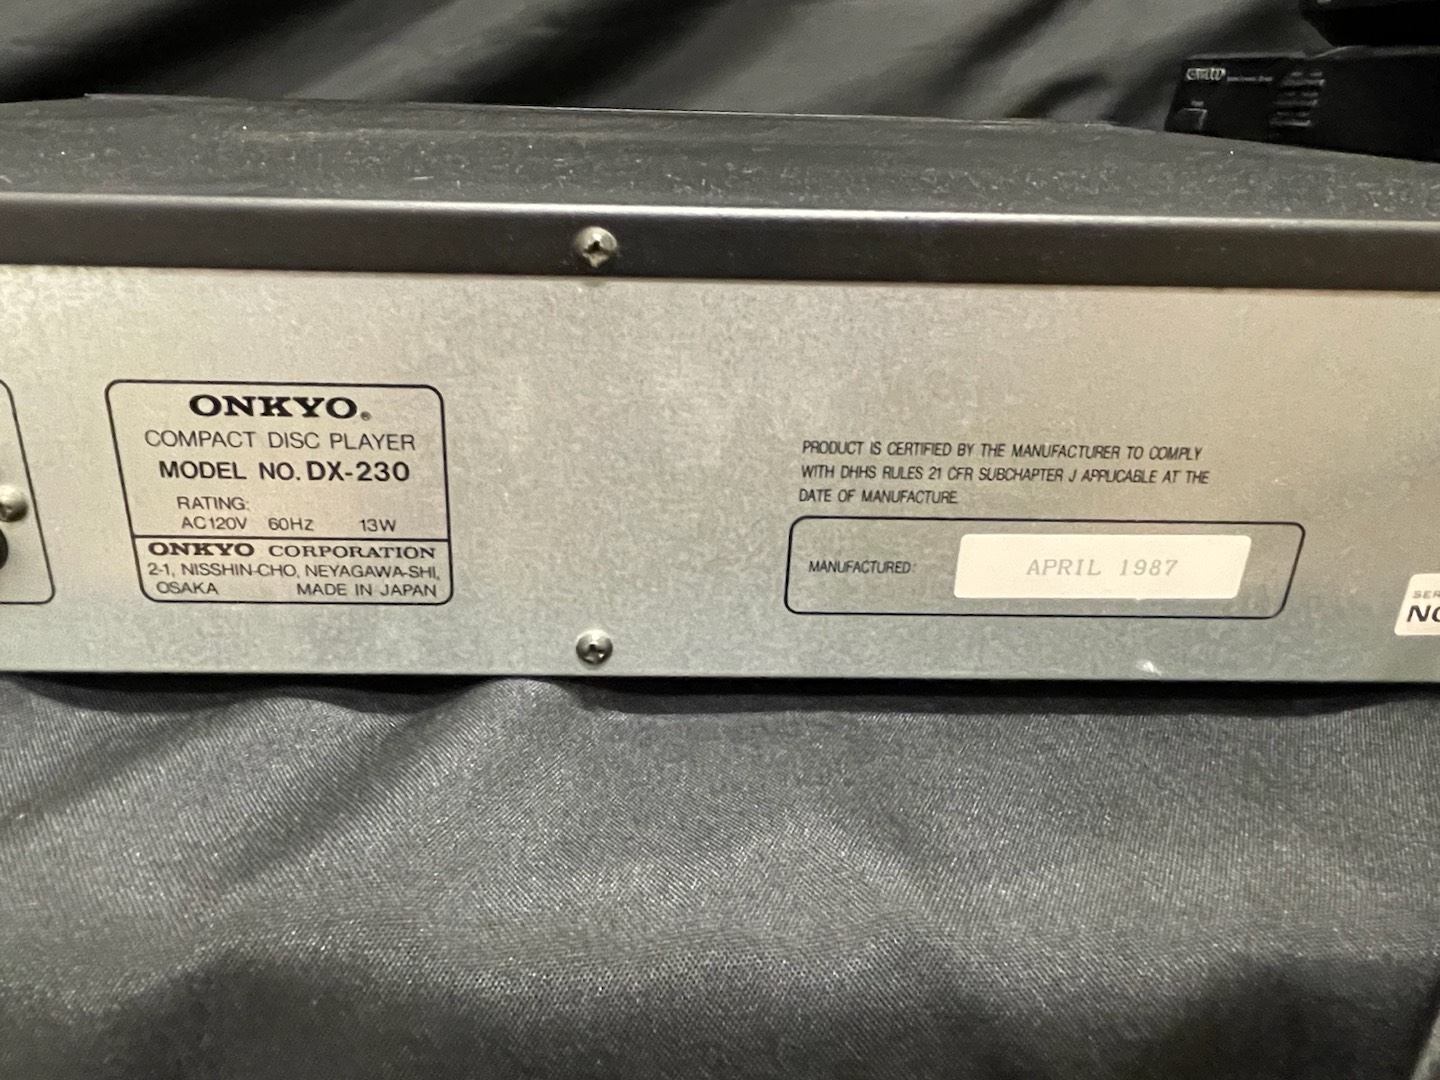 ONKYO®
COMPACT DISC PLAYER
MODEL NO. DX-230
RATING:
AC120V 60Hz 13W
ONKYO CORPORATION
2-1, NISSHIN-CHO, NEYAGAWA-SHI,
OSAKA MADE IN JAPAN
PRODUCT IS CERTIFIED BY THE MANUFACTURER TO COMPLY
WITH DHHS RULES 21 CFR SUBCHAPTER J APPLICABLE AT THE
DATE OF MANUFACTURE.
MANUFACTURED: APRIL 1987
SER
NO